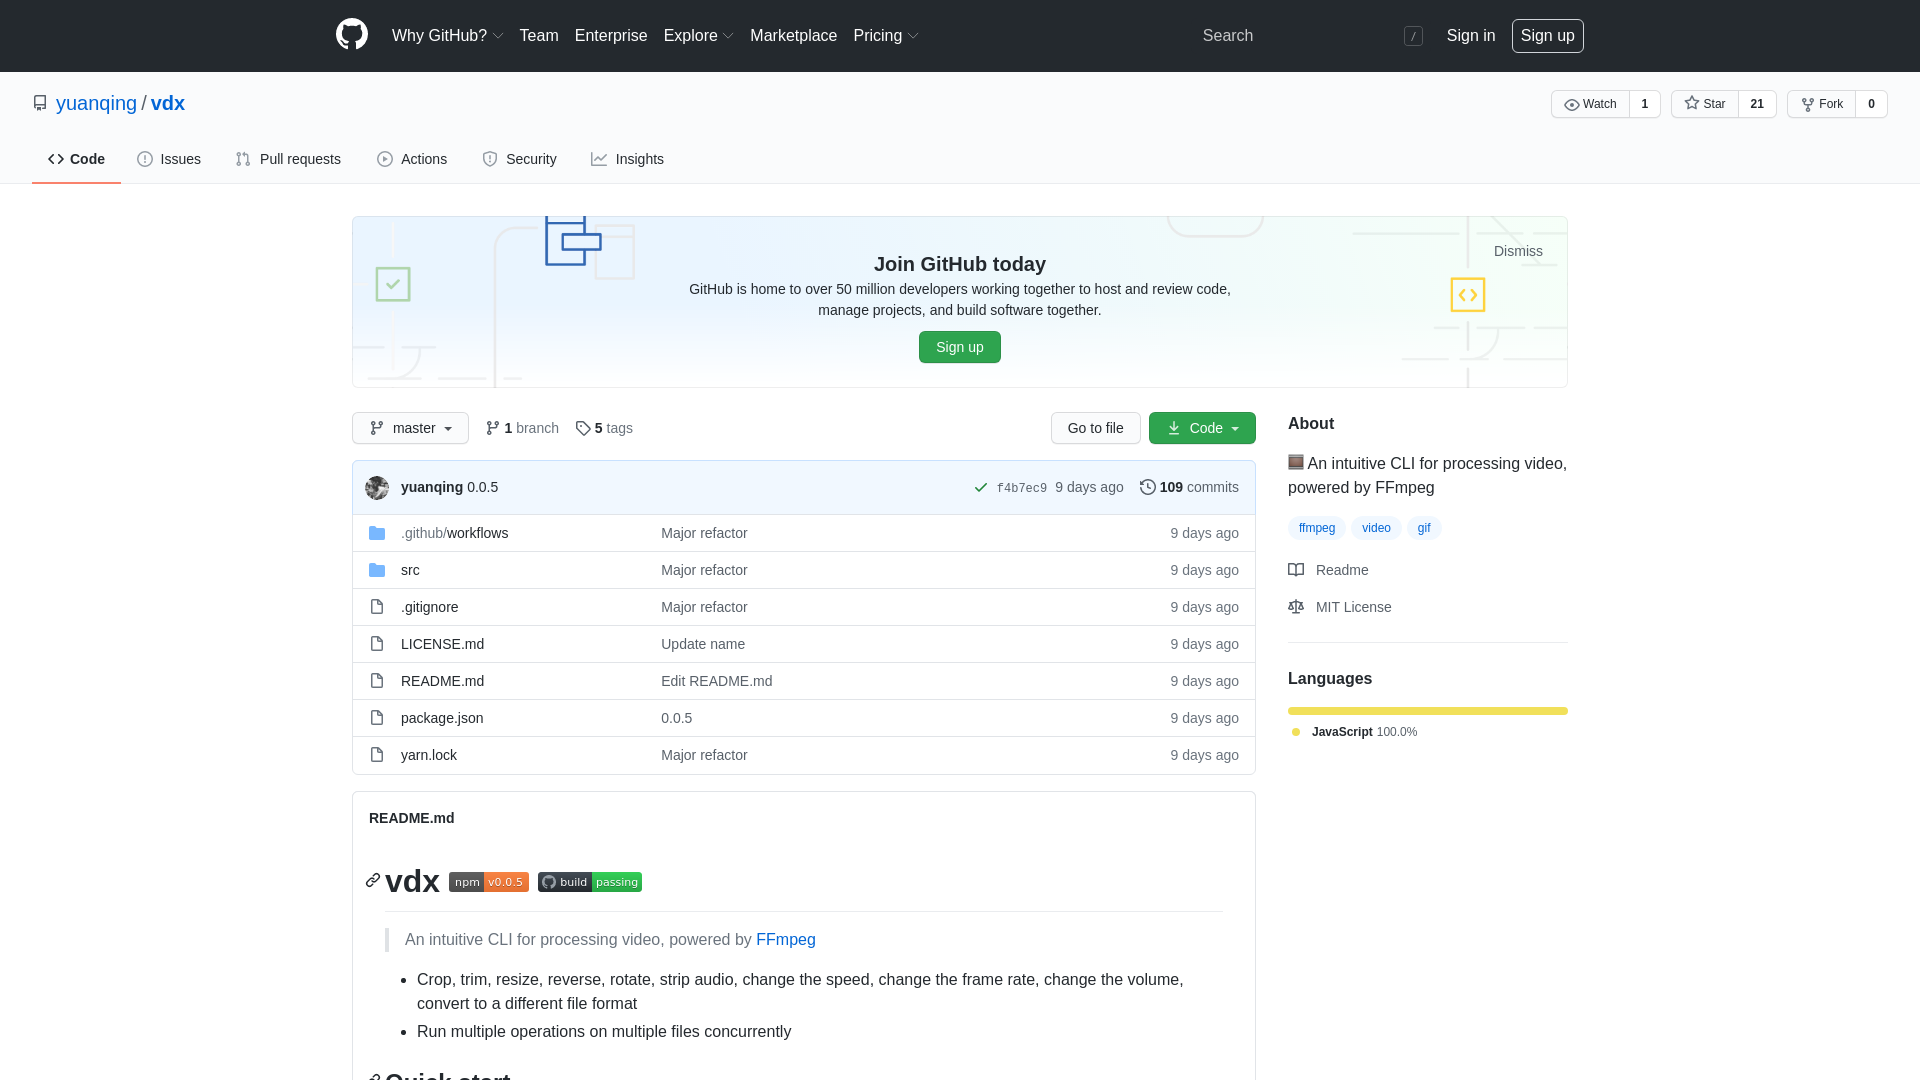 Why GitHub? Team Enterprise Explore Marketplace Pricing Search / Sign in Sign up
yuanqing / vdx Watch 1 Star 21 Fork 0
Code Issues Pull requests Actions Security Insights
Dismiss
Join GitHub today
GitHub is home to over 50 million developers working together to host and review code,
manage projects, and build software together.
Sign up
master 1 branch 5 tags Go to file Code
yuanqing 0.0.5 f4b7ec9 9 days ago 109 commits
.github/workflows Major refactor 9 days ago
src Major refactor 9 days ago
.gitignore Major refactor 9 days ago
LICENSE.md Update name 9 days ago
README.md Edit README.md 9 days ago
package.json 0.0.5 9 days ago
yarn.lock Major refactor 9 days ago
About
An intuitive CLI for processing video,
powered by FFmpeg
ffmpeg video gif
Readme
MIT License
Languages
JavaScript 100.0%
README.md
vdx npm v0.0.5 build passing
An intuitive CLI for processing video, powered by FFmpeg
• Crop, trim, resize, reverse, rotate, strip audio, change the speed, change the frame rate, change the volume,
convert to a different file format
• Run multiple operations on multiple files concurrently
Quick start